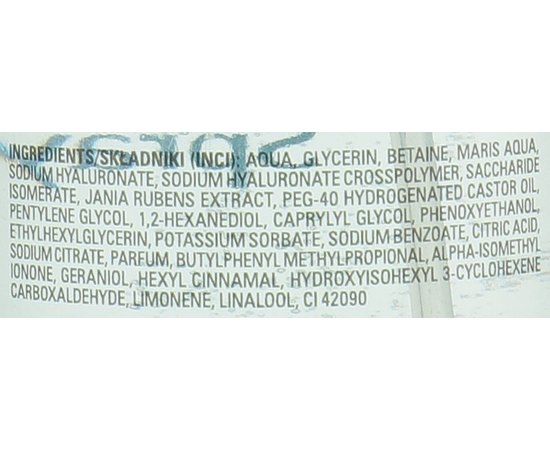 INGREDIENTS/SKŁADNIKI (INCI): AQUA, GLYCERIN, BETAINE, MARIS AQUA,
SODIUM HYALURONATE, SODIUM HYALURONATE CROSSPOLYMER, SACCHARIDE
ISOMERATE, JANIA RUBENS EXTRACT, PEG-40 HYDROGENATED CASTOR OIL,
PENTYLENE GLYCOL, 1,2-HEXANEDIOL, CAPRYLYL GLYCOL, PHENOXYETHANOL,
ETHYLHEXYLGLYCERIN, POTASSIUM SORBATE, SODIUM BENZOATE, CITRIC ACID,
SODIUM CITRATE, PARFUM, BUTYLPHENYL METHYLPROPIONAL, ALPHA-ISOMETHYL
IONONE, GERANIOL, HEXYL CINNAMAL, HYDROXYISOHEXYL 3-CYCLOHEXENE
CARBOXALDEHYDE, LIMONENE, LINALOOL, CI 42090